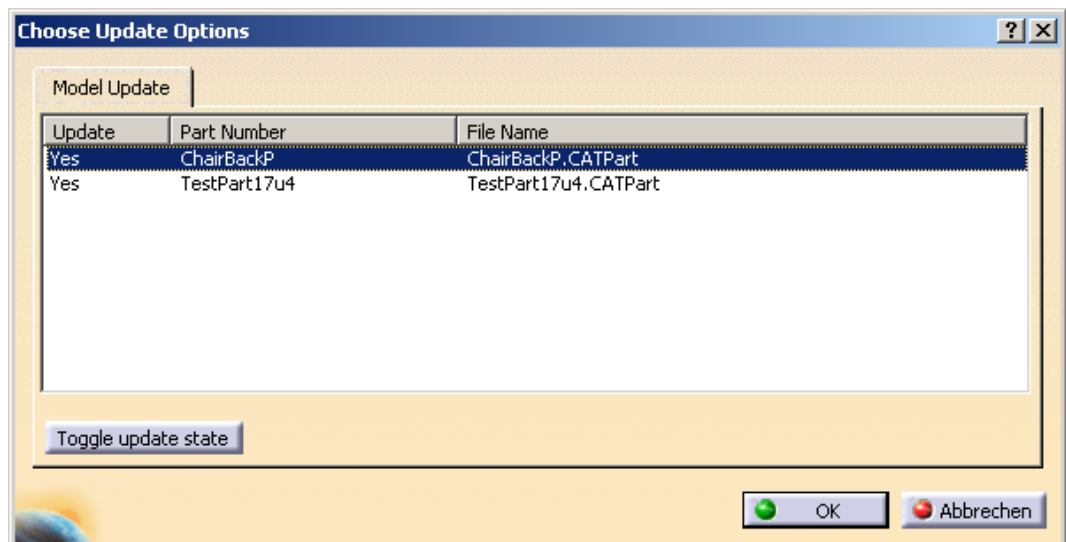 Choose Update Options
Model Update
Update Part Number File Name
Yes ChairBackP ChairBackP.CATPart
Yes TestPart17u4 TestPart17u4.CATPart
Toggle update state
OK Abbrechen